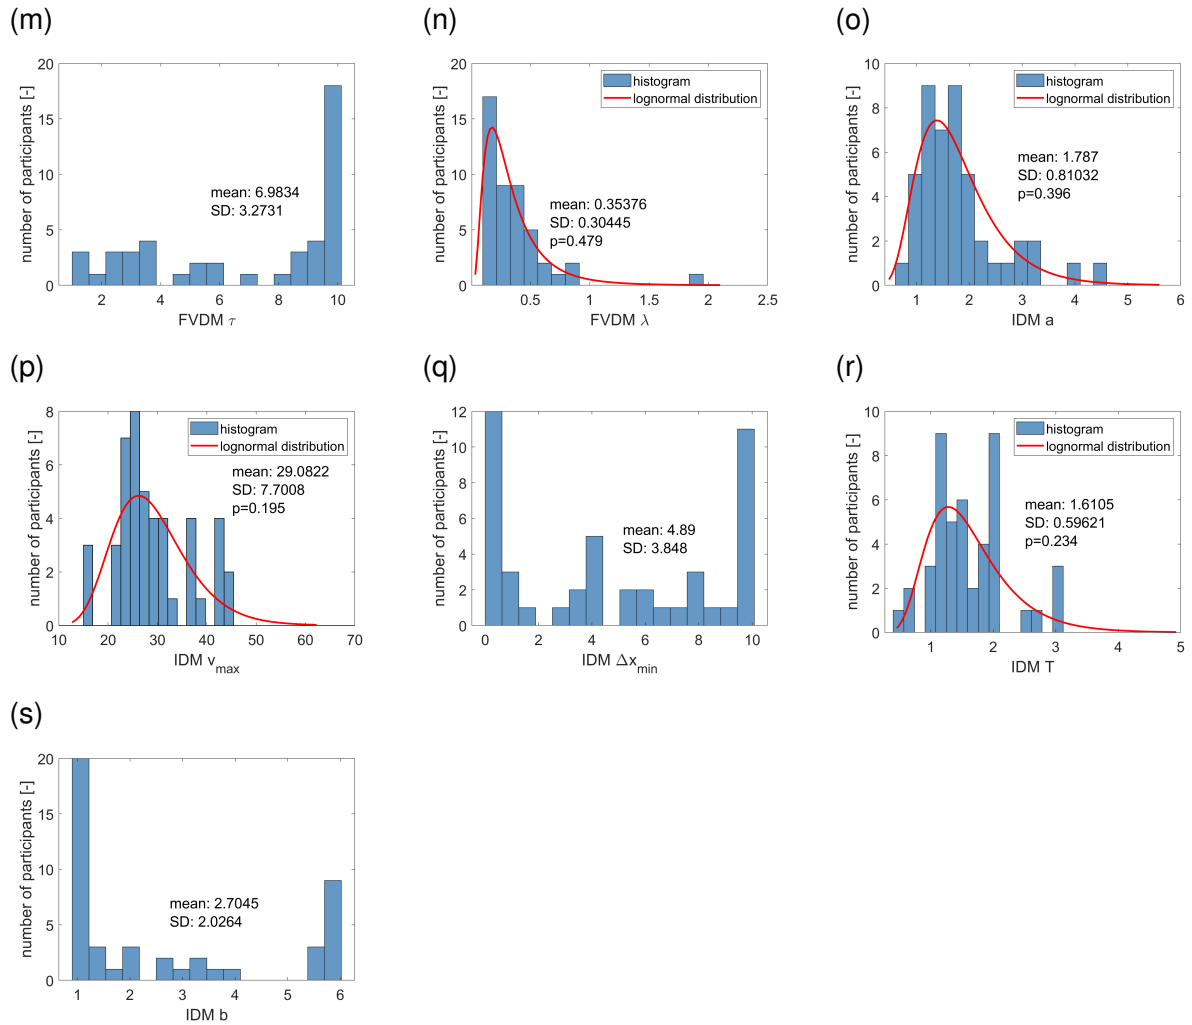 (m)
20
15
10
5
0
number of participants [-]
mean: 6.9834
SD: 3.2731
2 4 6 8 10
FVDM τ
(n)
20
15
10
5
0
number of participants [-]
histogram
lognormal distribution
mean: 0.35376
SD: 0.30445
p=0.479
0.5 1 1.5 2 2.5
FVDM λ
(o)
10
8
6
4
2
0
number of participants [-]
histogram
lognormal distribution
mean: 1.787
SD: 0.81032
p=0.396
1 2 3 4 5 6
IDM a
(p)
8
7
6
5
4
3
2
1
0
number of participants [-]
histogram
lognormal distribution
mean: 29.0822
SD: 7.7008
p=0.195
10 20 30 40 50 60 70
IDM v_max
(q)
12
10
8
6
4
2
0
number of participants [-]
mean: 4.89
SD: 3.848
0 2 4 6 8 10
IDM Δx_min
(r)
10
8
6
4
2
0
number of participants [-]
histogram
lognormal distribution
mean: 1.6105
SD: 0.59621
p=0.234
1 2 3 4 5
IDM T
(s)
20
15
10
5
0
number of participants [-]
mean: 2.7045
SD: 2.0264
1 2 3 4 5 6
IDM b